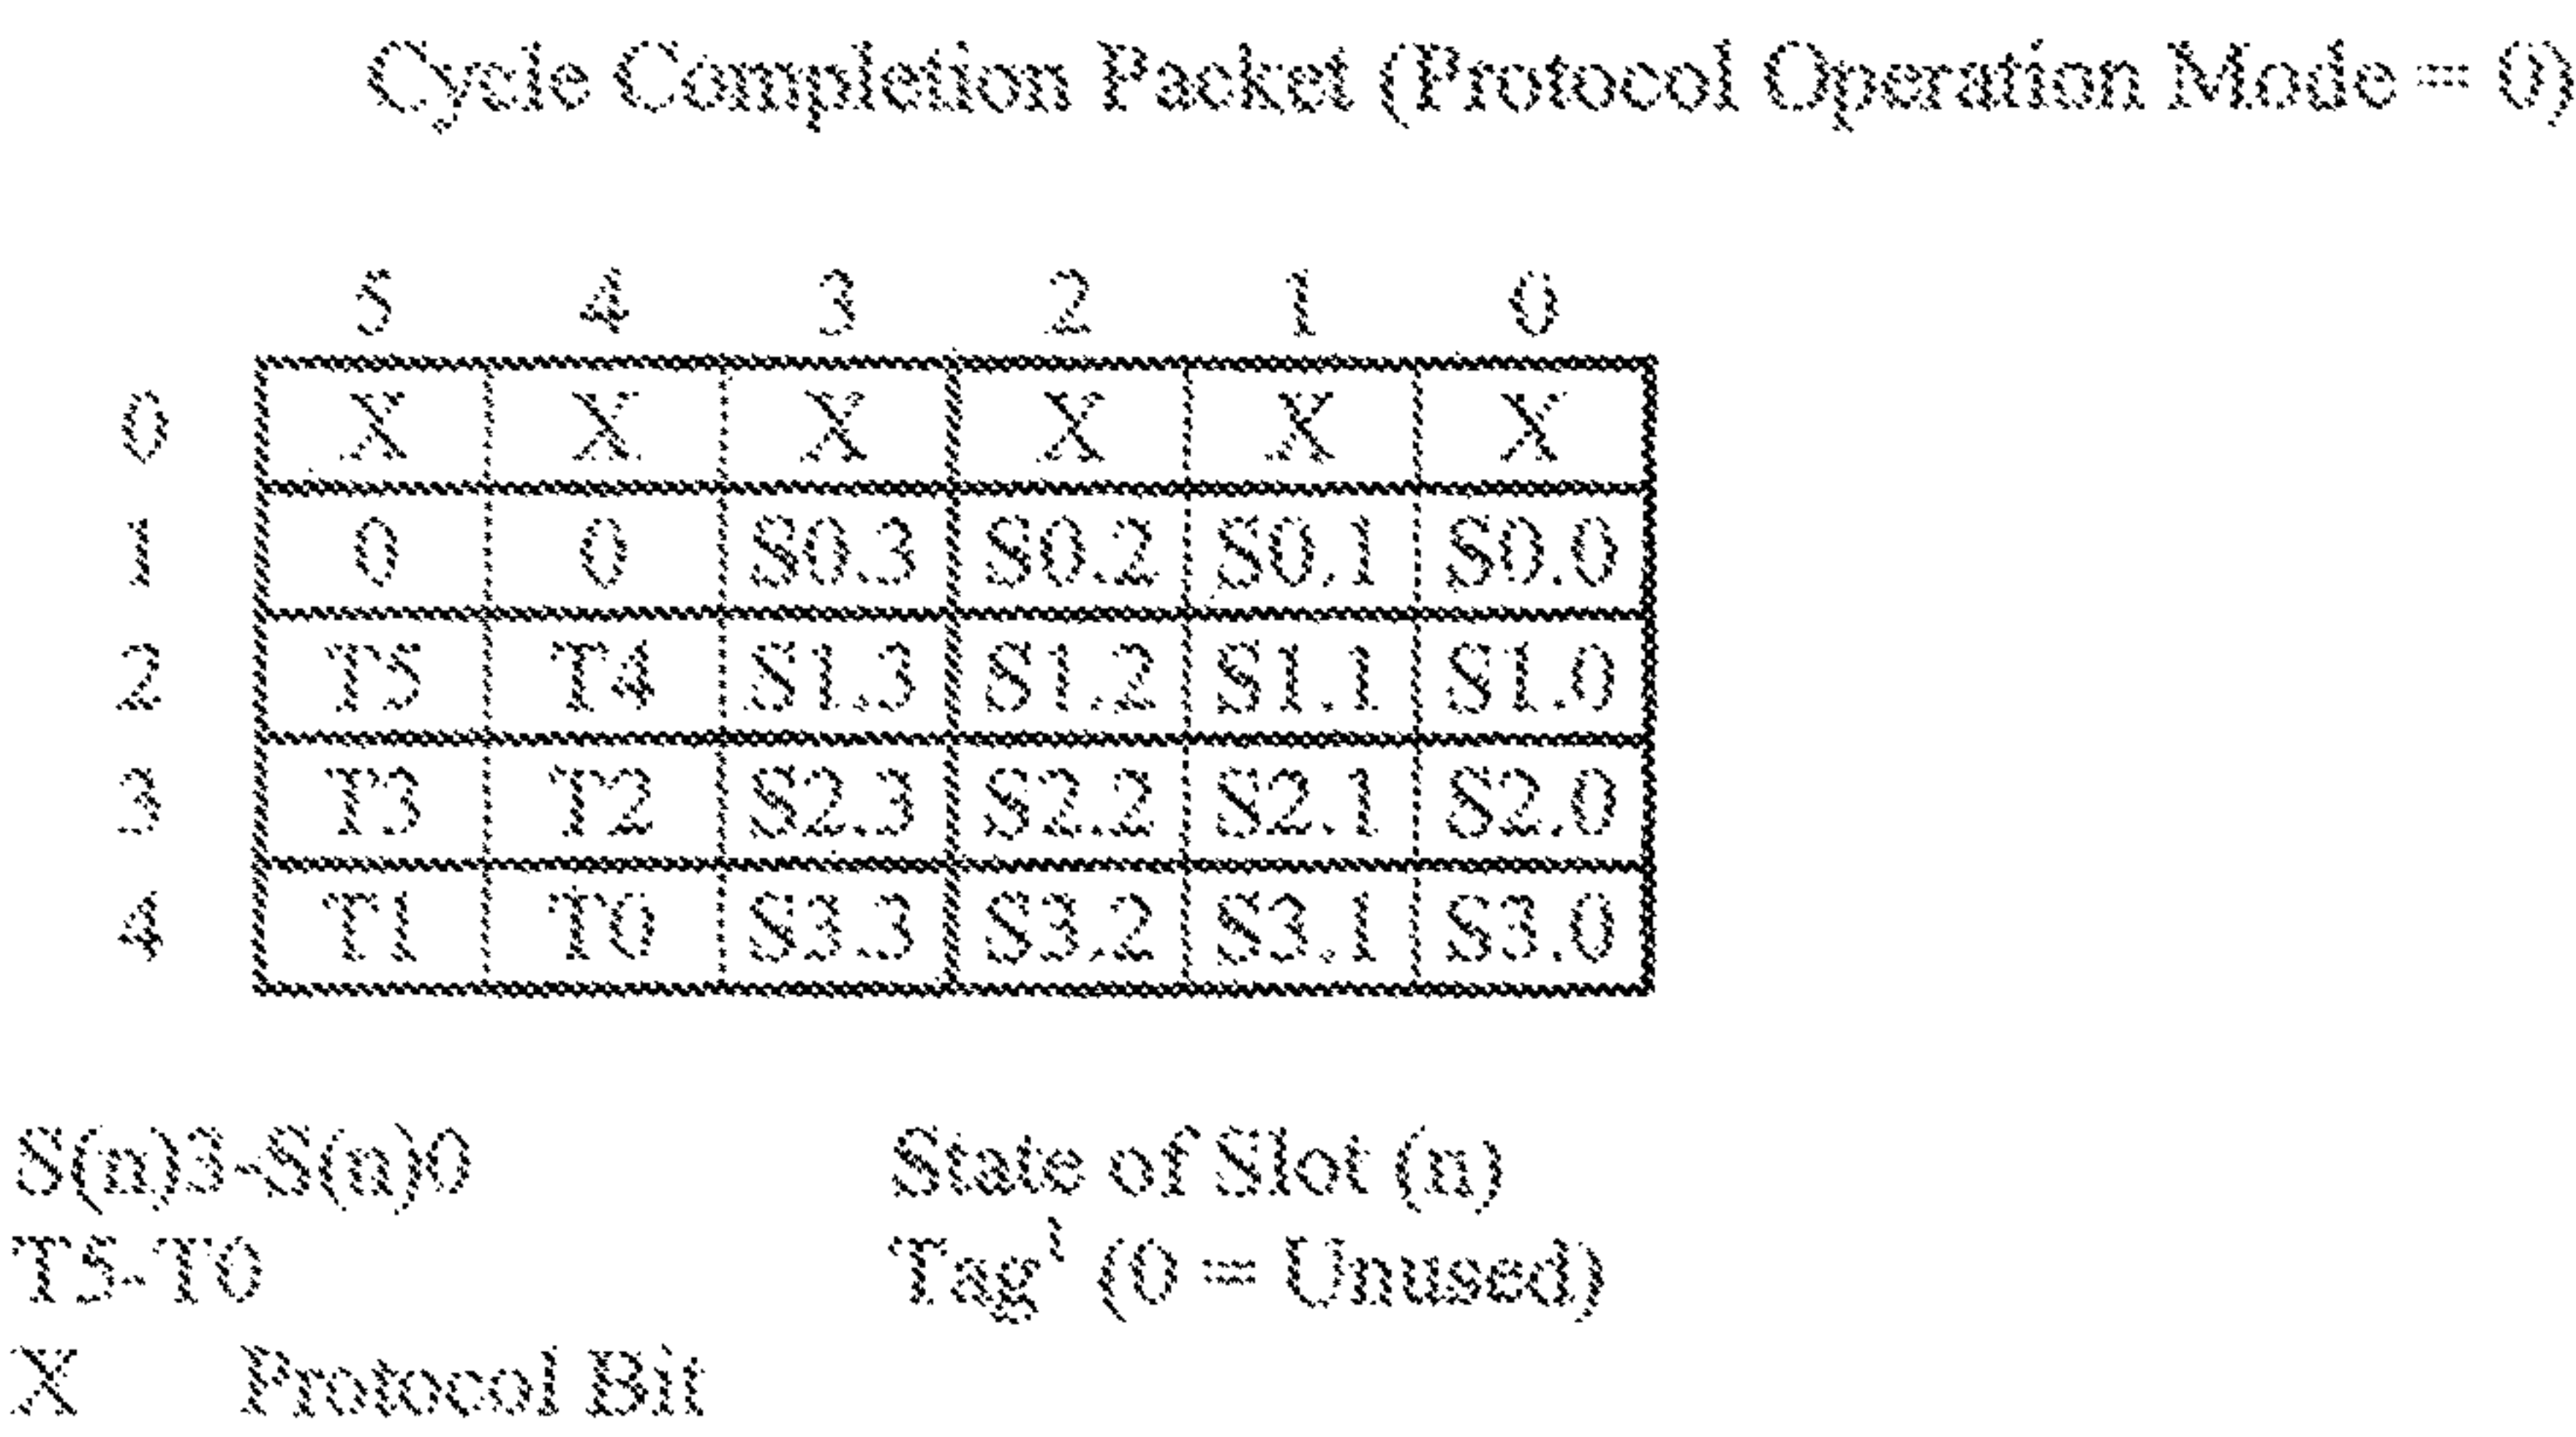 Cycle Completion Packet (Protocol Operation Mode = 0)
5 4 3 2 1 0
0 X X X X X X
1 0 0 S0.3 S0.2 S0.1 S0.0
2 T5 T4 S1.3 S1.2 S1.1 S1.0
3 T3 T2 S2.3 S2.2 S2.1 S2.0
4 T1 T0 S3.3 S3.2 S3.1 S3.0
S(n)3-S(n)0 State of Slot (n)
T5-T0 Tag¹ (0 = Unused)
X Protocol Bit